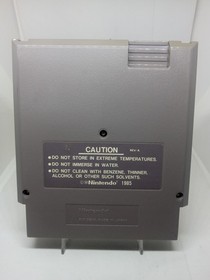 CAUTION
REV-A
•DO NOT STORE IN EXTREME TEMPERATURES.
•DO NOT IMMERSE IN WATER.
•DO NOT CLEAN WITH BENZENE, THINNER,
ALCOHOL OR OTHER SUCH SOLVENTS.
©Nintendo 1985